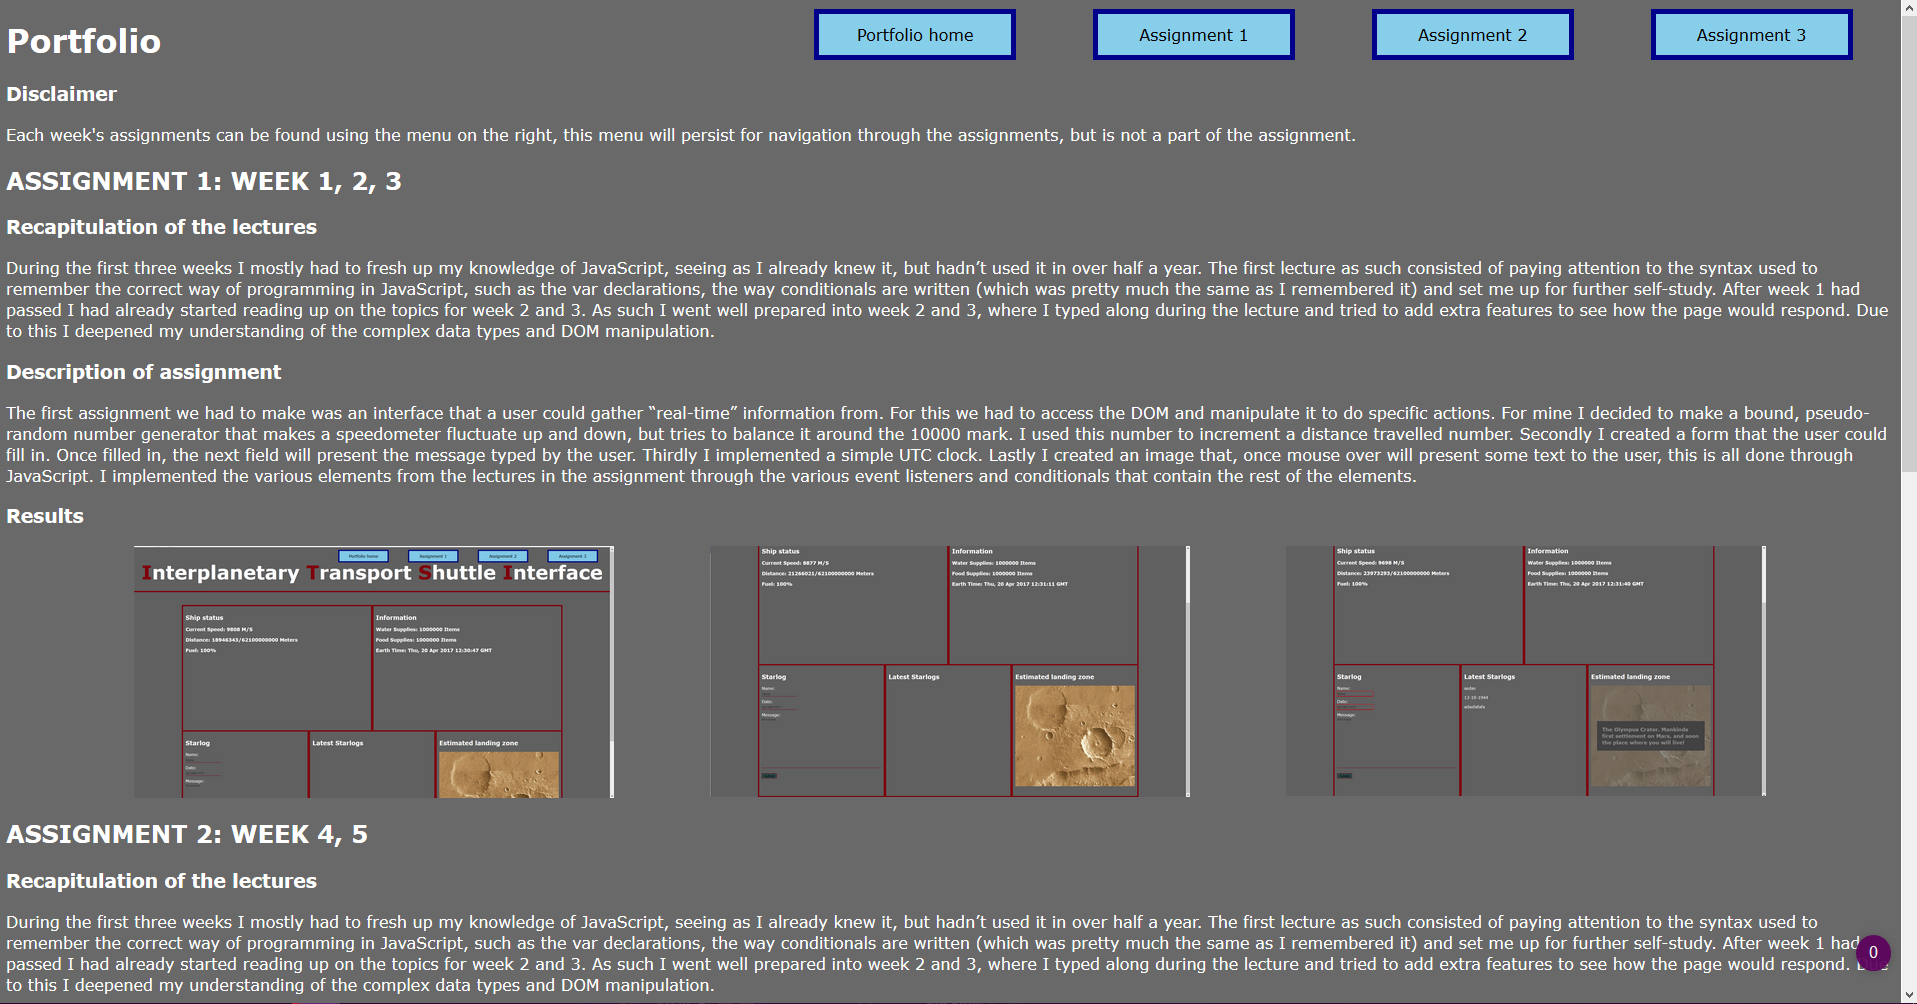 Portfolio
Portfolio home
Assignment 1
Assignment 2
Assignment 3
Disclaimer
Each week's assignments can be found using the menu on the right, this menu will persist for navigation through the assignments, but is not a part of the assignment.
ASSIGNMENT 1: WEEK 1, 2, 3
Recapitulation of the lectures
During the first three weeks I mostly had to fresh up my knowledge of JavaScript, seeing as I already knew it, but hadn’t used it in over half a year. The first lecture as such consisted of paying attention to the syntax used to
remember the correct way of programming in JavaScript, such as the var declarations, the way conditionals are written (which was pretty much the same as I remembered it) and set me up for further self-study. After week 1 had
passed I had already started reading up on the topics for week 2 and 3. As such I went well prepared into week 2 and 3, where I typed along during the lecture and tried to add extra features to see how the page would respond. Due
to this I deepened my understanding of the complex data types and DOM manipulation.
Description of assignment
The first assignment we had to make was an interface that a user could gather “real-time” information from. For this we had to access the DOM and manipulate it to do specific actions. For mine I decided to make a bound, pseudo-
random number generator that makes a speedometer fluctuate up and down, but tries to balance it around the 10000 mark. I used this number to increment a distance travelled number. Secondly I created a form that the user could
fill in. Once filled in, the next field will present the message typed by the user. Thirdly I implemented a simple UTC clock. Lastly I created an image that, once mouse over will present some text to the user, this is all done through
JavaScript. I implemented the various elements from the lectures in the assignment through the various event listeners and conditionals that contain the rest of the elements.
Results
Portfolio home
Assignment 1
Assignment 2
Assignment 3
Interplanetary Transport Shuttle Interface
Ship status
Current Speed: 9808 M/S
Distance: 18946343/62100000000 Meters
Fuel: 100%
Information
Water Supplies: 1000000 Items
Food Supplies: 1000000 Items
Earth Time: Thu, 20 Apr 2017 12:30:47 GMT
Starlog
Name:
Date:
Message:
Latest Starlogs
Estimated landing zone
Ship status
Current Speed: 8877 M/S
Distance: 21266021/62100000000 Meters
Fuel: 100%
Information
Water Supplies: 1000000 Items
Food Supplies: 1000000 Items
Earth Time: Thu, 20 Apr 2017 12:31:11 GMT
Starlog
Name:
Date:
Message:
Latest Starlogs
Estimated landing zone
Ship status
Current Speed: 9698 M/S
Distance: 23973293/62100000000 Meters
Fuel: 100%
Information
Water Supplies: 1000000 Items
Food Supplies: 1000000 Items
Earth Time: Thu, 20 Apr 2017 12:31:40 GMT
Starlog
Name:
Date:
Message:
Latest Starlogs
13-10-1944
Estimated landing zone
The Olympus Crater, Mankinds
first settlement on Mars, and soon
the place where you will live!
ASSIGNMENT 2: WEEK 4, 5
Recapitulation of the lectures
During the first three weeks I mostly had to fresh up my knowledge of JavaScript, seeing as I already knew it, but hadn’t used it in over half a year. The first lecture as such consisted of paying attention to the syntax used to
remember the correct way of programming in JavaScript, such as the var declarations, the way conditionals are written (which was pretty much the same as I remembered it) and set me up for further self-study. After week 1 had
passed I had already started reading up on the topics for week 2 and 3. As such I went well prepared into week 2 and 3, where I typed along during the lecture and tried to add extra features to see how the page would respond. Due
to this I deepened my understanding of the complex data types and DOM manipulation.
0